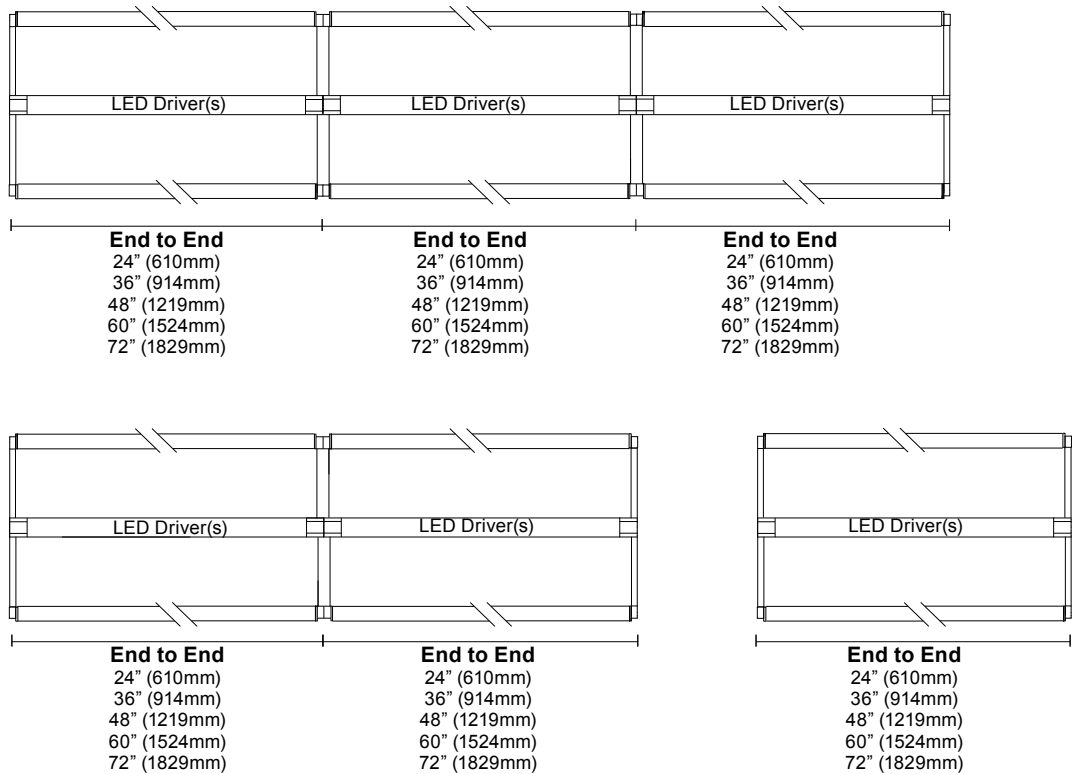 LED Driver(s) LED Driver(s) LED Driver(s)
End to End End to End End to End
24” (610mm) 24” (610mm) 24” (610mm)
36” (914mm) 36” (914mm) 36” (914mm)
48” (1219mm) 48” (1219mm) 48” (1219mm)
60” (1524mm) 60” (1524mm) 60” (1524mm)
72” (1829mm) 72” (1829mm) 72” (1829mm)
LED Driver(s) LED Driver(s) LED Driver(s)
End to End End to End End to End
24” (610mm) 24” (610mm) 24” (610mm)
36” (914mm) 36” (914mm) 36” (914mm)
48” (1219mm) 48” (1219mm) 48” (1219mm)
60” (1524mm) 60” (1524mm) 60” (1524mm)
72” (1829mm) 72” (1829mm) 72” (1829mm)